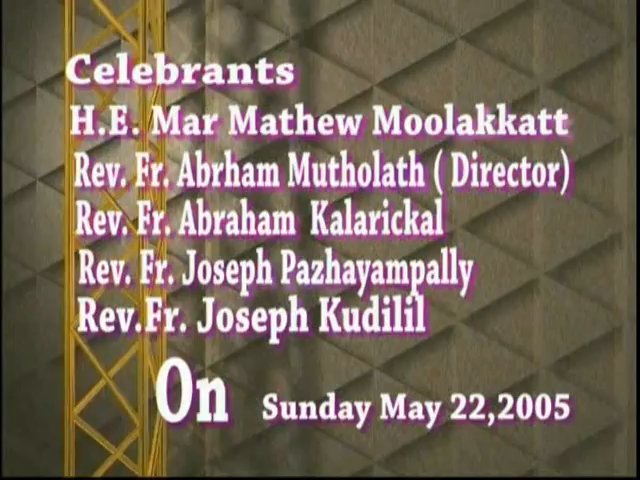 Celebrants
H.E. Mar Mathew Moolakkatt
Rev. Fr. Abrham Mutholath ( Director)
Rev. Fr. Abraham Kalarickal
Rev. Fr. Joseph Pazhayampally
Rev.Fr. Joseph Kudilil
On Sunday May 22,2005